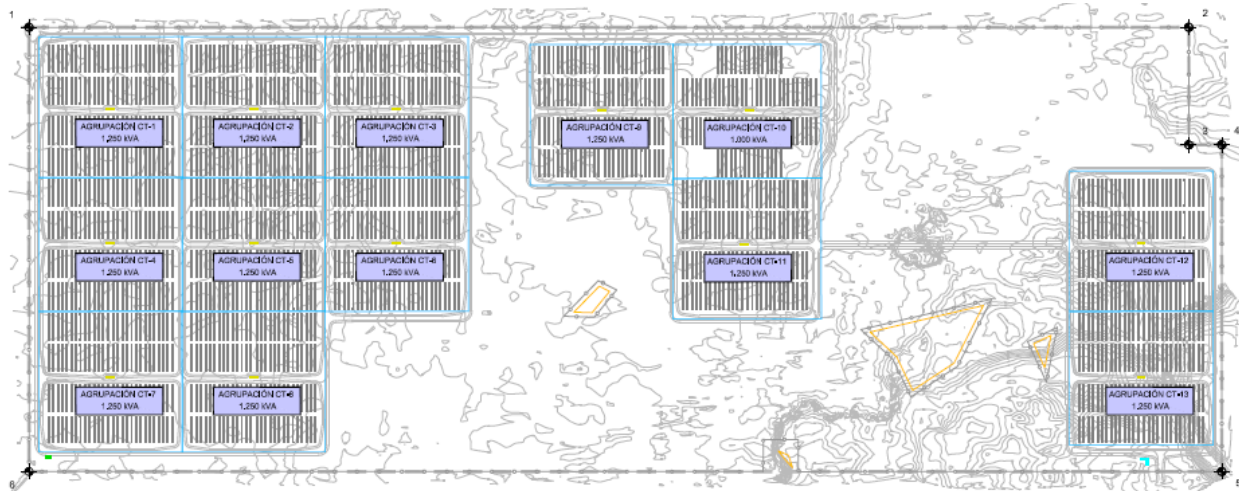 1
2
AGRUPACIÓN CT-1
1,250 kVA
AGRUPACIÓN CT-2
1,250 kVA
AGRUPACIÓN CT-3
1,250 kVA
AGRUPACIÓN CT-9
1,250 kVA
AGRUPACIÓN CT-10
1,000 kVA
3
4
AGRUPACIÓN CT-4
1,250 kVA
AGRUPACIÓN CT-5
1,250 kVA
AGRUPACIÓN CT-6
1,250 kVA
AGRUPACIÓN CT-11
1,250 kVA
AGRUPACIÓN CT-12
1,250 kVA
AGRUPACIÓN CT-7
1,250 kVA
AGRUPACIÓN CT-8
1,250 kVA
AGRUPACIÓN CT-13
1,250 kVA
6
5